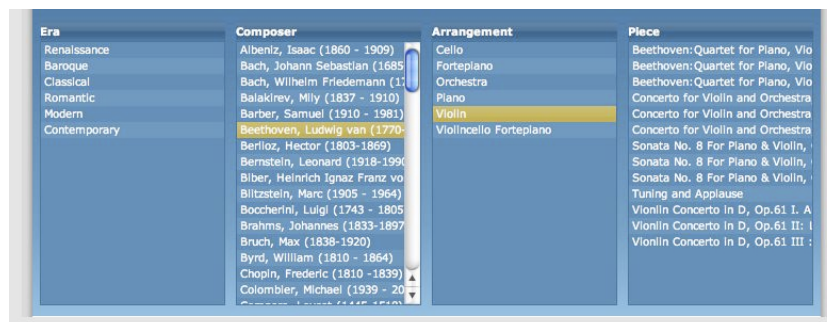 Era
Renaissance
Baroque
Classical
Romantic
Modern
Contemporary
Composer
Albeniz, Isaac (1860 - 1909)
Bach, Johann Sebastian (1685
Bach, Wilhelm Friedemann (17
Balakirev, Mily (1837 - 1910)
Barber, Samuel (1910 - 1981)
Beethoven, Ludwig van (1770-
Berlioz, Hector (1803-1869)
Bernstein, Leonard (1918-1990
Biber, Heinrich Ignaz Franz vo
Blitzstein, Marc (1905 - 1964)
Boccherini, Luigi (1743 - 1805
Brahms, Johannes (1833-1897
Bruch, Max (1838-1920)
Byrd, William (1810 - 1864)
Chopin, Frederic (1810 -1839)
Colombier, Michael (1939 - 20
Arrangement
Cello
Fortepiano
Orchestra
Piano
Violin
Violincello Fortepiano
Piece
Beethoven:Quartet for Piano, Vio
Beethoven:Quartet for Piano, Vio
Beethoven:Quartet for Piano, Vio
Concerto for Violin and Orchestra
Concerto for Violin and Orchestra
Concerto for Violin and Orchestra
Sonata No. 8 For Piano & Violin,
Sonata No. 8 For Piano & Violin,
Sonata No. 8 For Piano & Violin,
Tuning and Applause
Vionlin Concerto in D, Op.61 I. A
Vionlin Concerto in D, Op.61 II: L
Vionlin Concerto in D, Op.61 III :